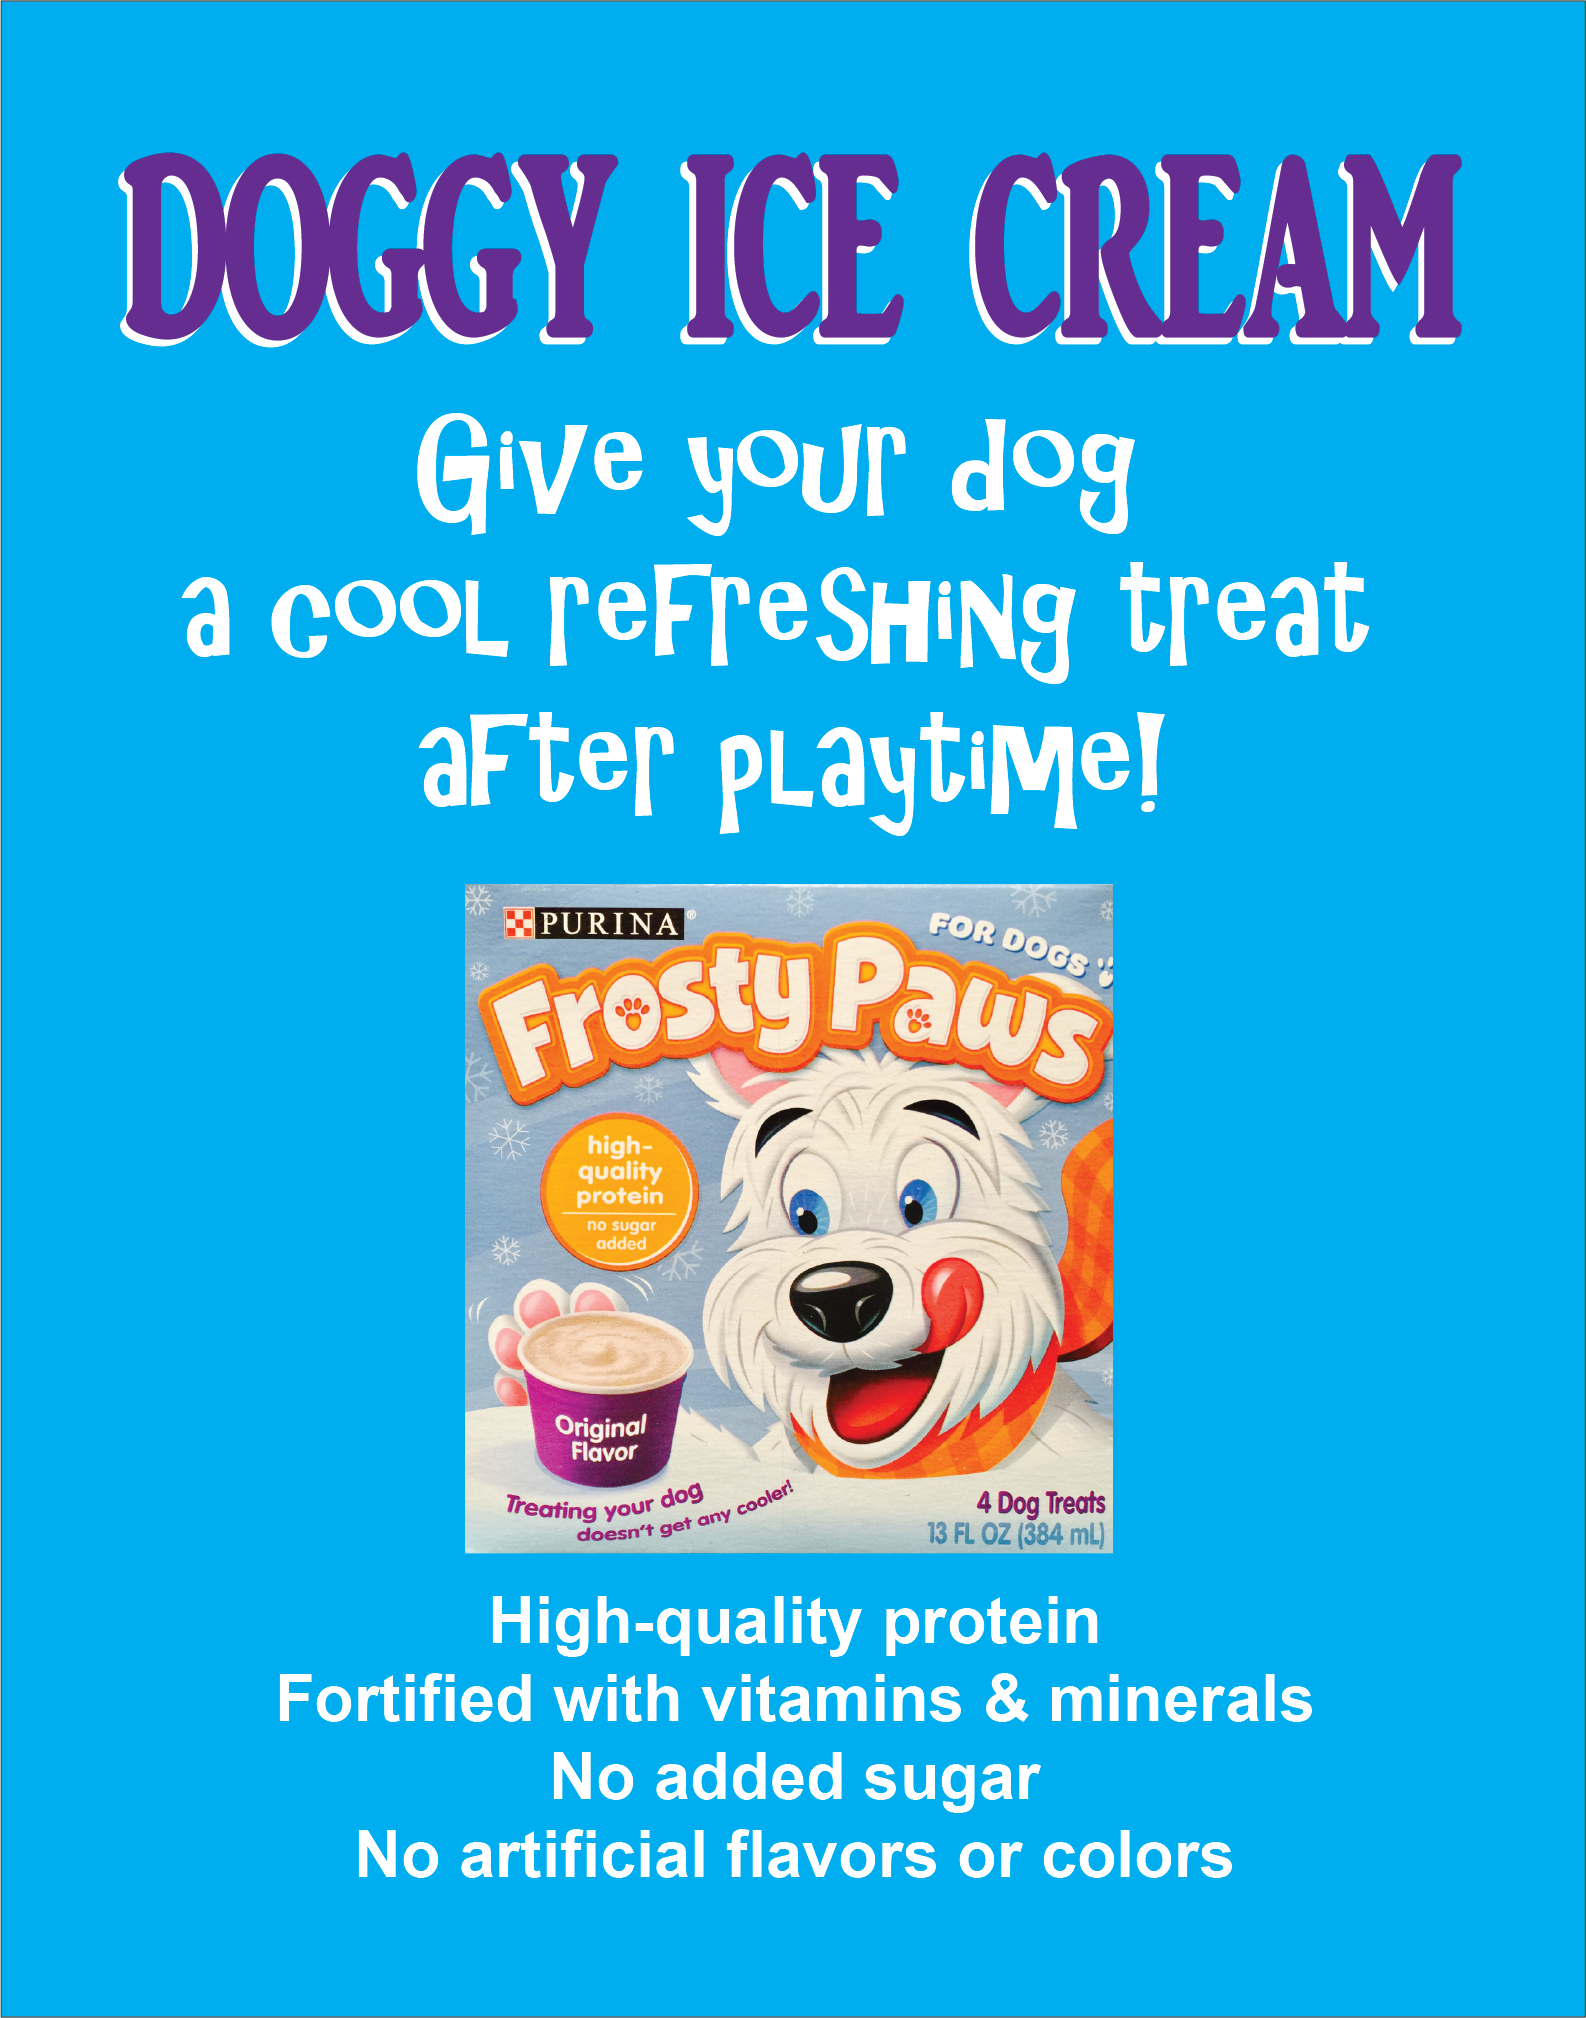 DOGGY ICE CREAM
Give your dog
a cool refreshing treat
after playtime!
PURINA®
FOR DOGS
Frosty Paws
high-
quality
protein
no sugar
added
Original
Flavor
Treating your dog
doesn't get any cooler!
4 Dog Treats
13 FL OZ (384 mL)
High-quality protein
Fortified with vitamins & minerals
No added sugar
No artificial flavors or colors